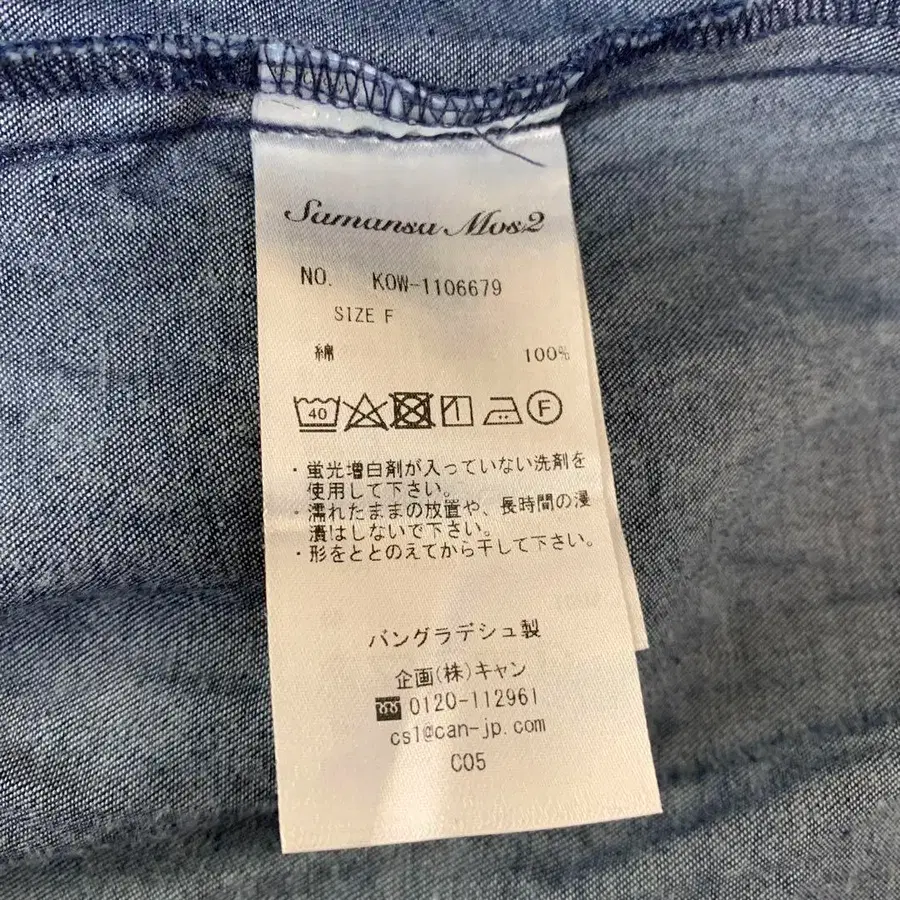 Samansa Mos2
NO. KOW-1106679
SIZE F
綿 100%
40 F
・蛍光増白剤が入っていない洗剤を
使用して下さい。
・濡れたままの放置や、長時間の浸
漬はしないで下さい。
・形をととのえてから干して下さい。
バングラデシュ製
企画(株)キャン
0120-112961
cs1@can-jp.com
C05